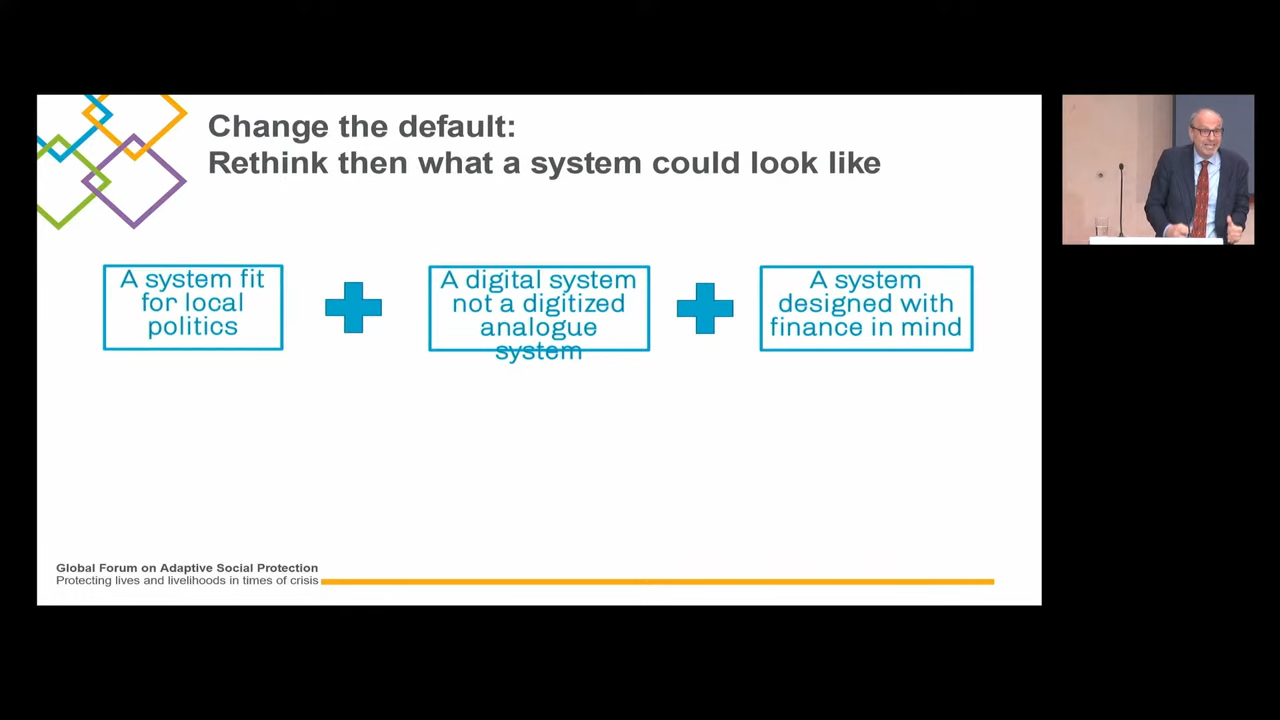 Change the default:
Rethink then what a system could look like
A system fit
for local
politics
A digital system
not a digitized
analogue
system
A system
designed with
finance in mind
Global Forum on Adaptive Social Protection
Protecting lives and livelihoods in times of crisis